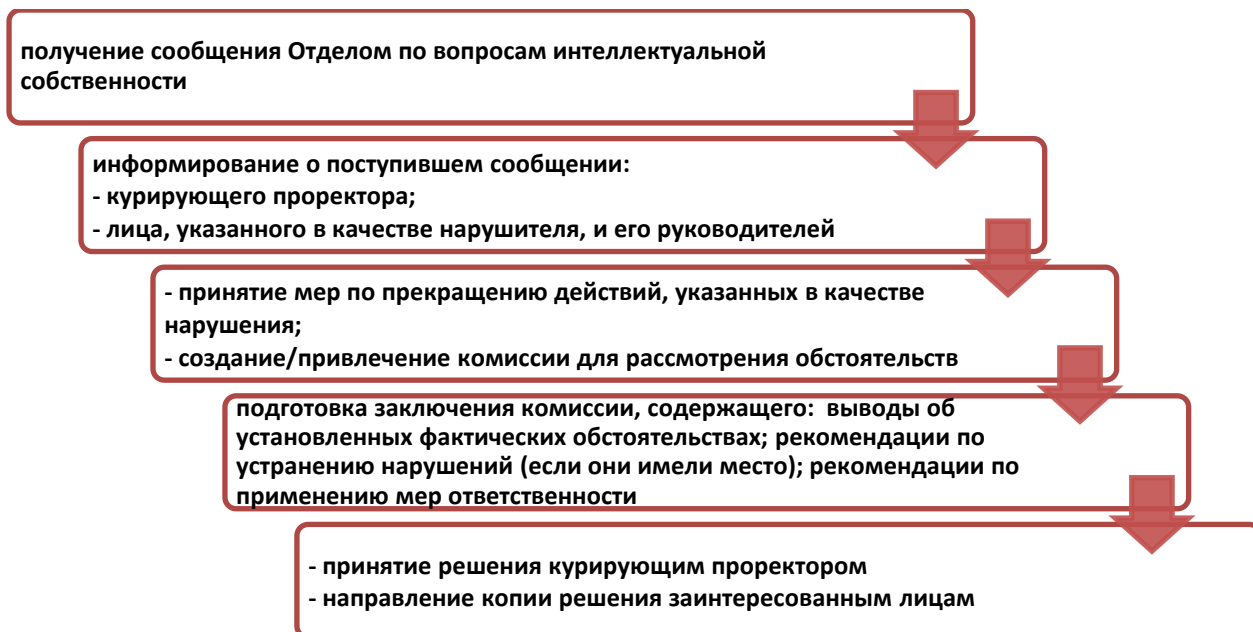 получение сообщения Отделом по вопросам интеллектуальной
собственности
информирование о поступившем сообщении:
- курирующего проректора;
- лица, указанного в качестве нарушителя, и его руководителей
- принятие мер по прекращению действий, указанных в качестве
нарушения;
- создание/привлечение комиссии для рассмотрения обстоятельств
подготовка заключения комиссии, содержащего: выводы об
установленных фактических обстоятельствах; рекомендации по
устранению нарушений (если они имели место); рекомендации по
применению мер ответственности
- принятие решения курирующим проректором
- направление копии решения заинтересованным лицам